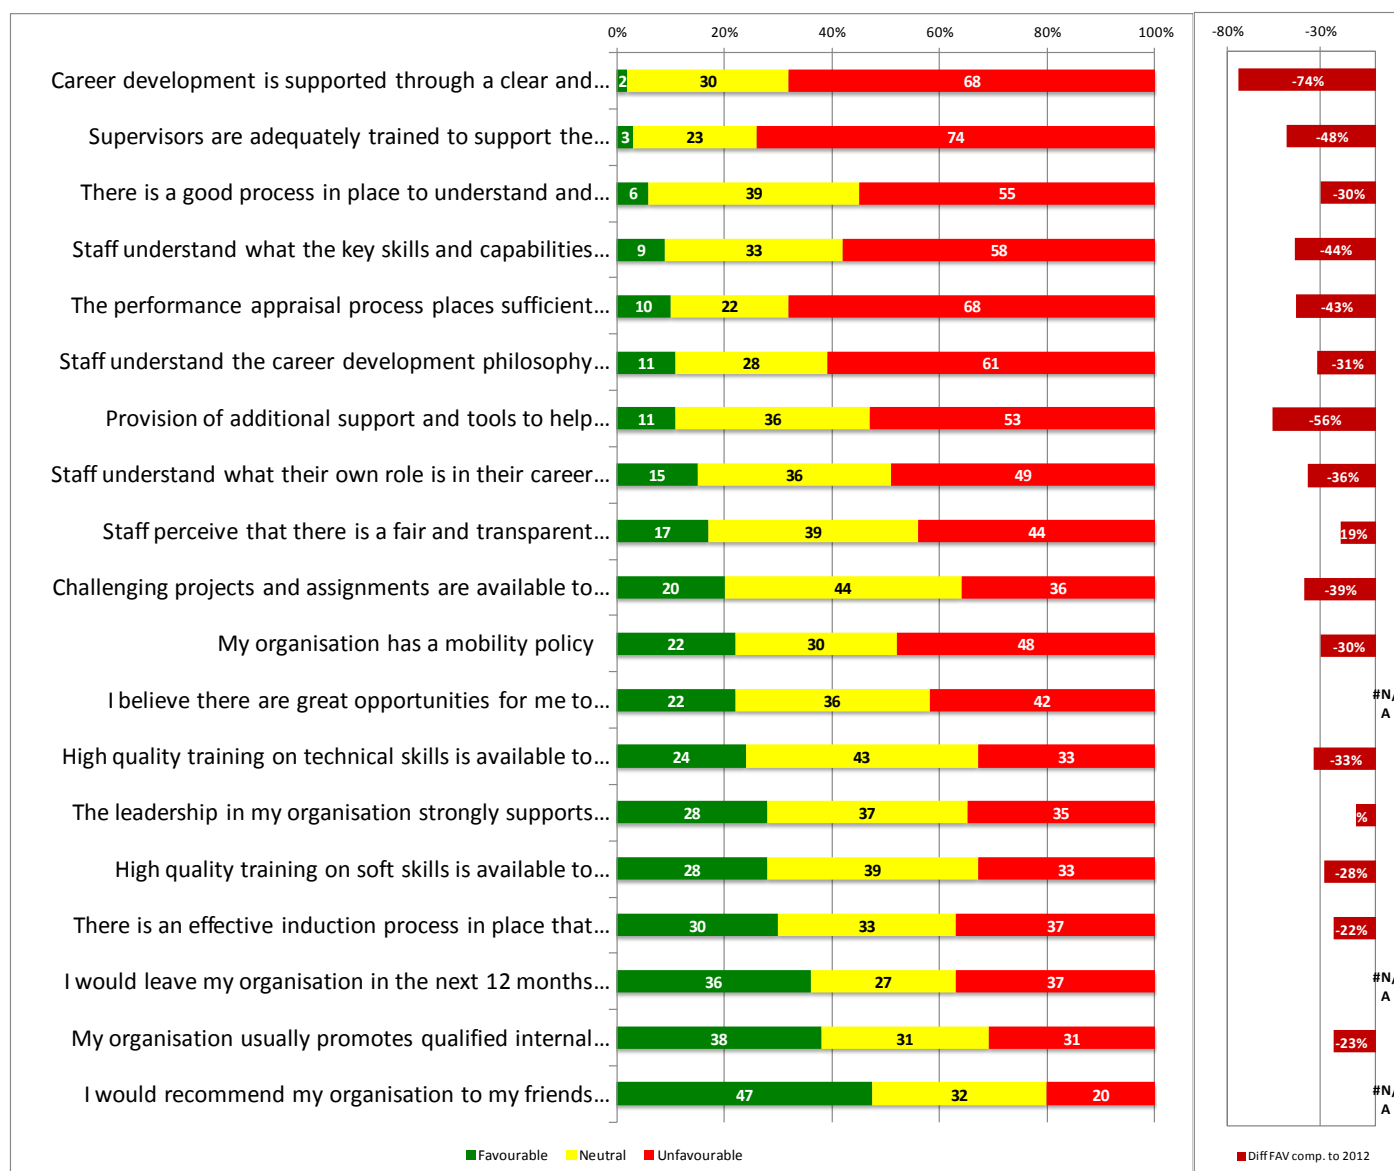 0% 20% 40% 60% 80% 100% -80% -30%
Career development is supported through a clear and... 2 30 68 -74%
Supervisors are adequately trained to support the... 3 23 74 -48%
There is a good process in place to understand and... 6 39 55 -30%
Staff understand what the key skills and capabilities... 9 33 58 -44%
The performance appraisal process places sufficient... 10 22 68 -43%
Staff understand the career development philosophy... 11 28 61 -31%
Provision of additional support and tools to help... 11 36 53 -56%
Staff understand what their own role is in their career... 15 36 49 -36%
Staff perceive that there is a fair and transparent... 17 39 44 19%
Challenging projects and assignments are available to... 20 44 36 -39%
My organisation has a mobility policy 22 30 48 -30%
I believe there are great opportunities for me to... 22 36 42 #N/
A
High quality training on technical skills is available to... 24 43 33 -33%
The leadership in my organisation strongly supports... 28 37 35 %
High quality training on soft skills is available to... 28 39 33 -28%
There is an effective induction process in place that... 30 33 37 -22%
I would leave my organisation in the next 12 months... 36 27 37 #N/
A
My organisation usually promotes qualified internal... 38 31 31 -23%
I would recommend my organisation to my friends... 47 32 20 #N/
A
Favourable Neutral Unfavourable Diff FAV comp. to 2012